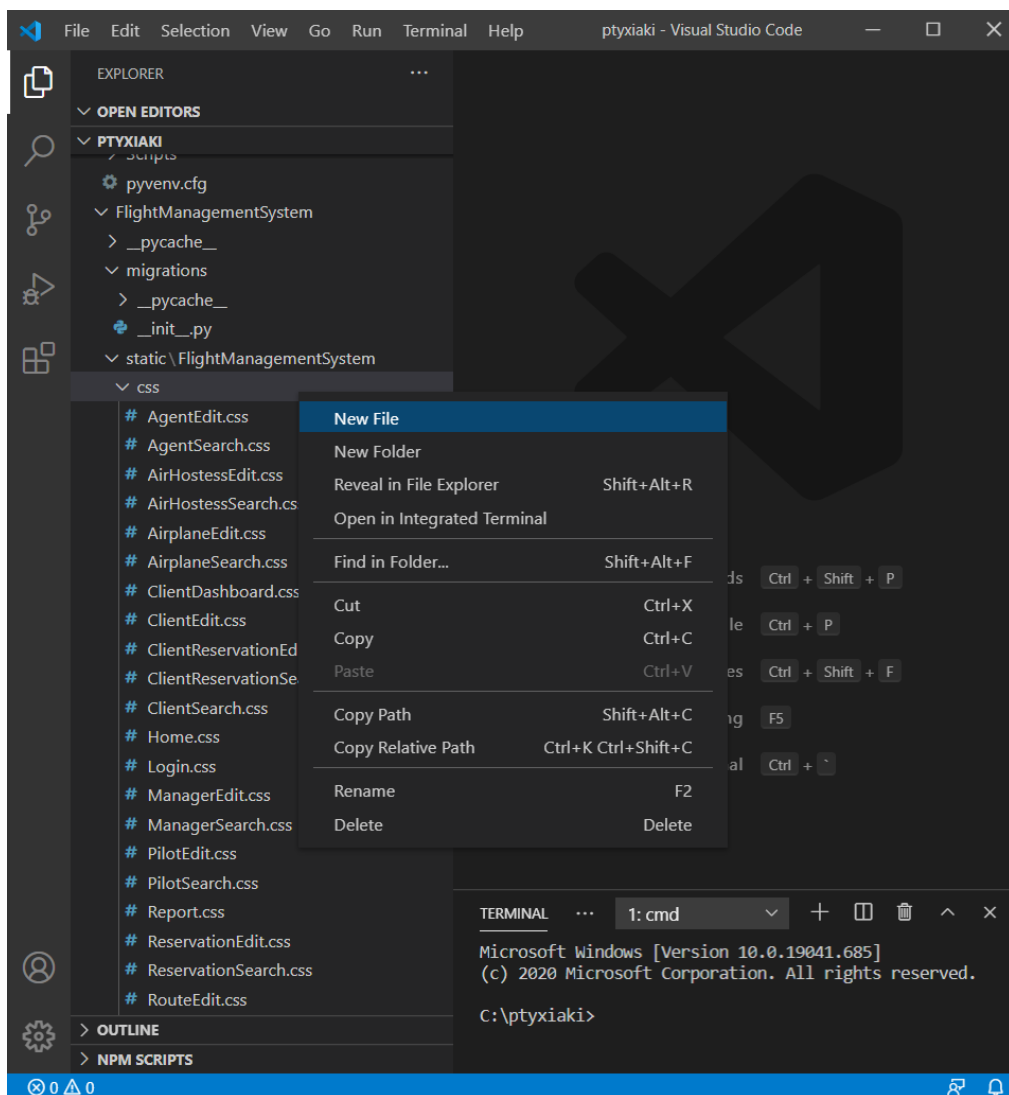 File Edit Selection View Go Run Terminal Help ptyxiaki - Visual Studio Code
EXPLORER
OPEN EDITORS
PTYXIAKI
Scripts
pyvenv.cfg
FlightManagementSystem
__pycache__
migrations
__pycache__
__init__.py
static\FlightManagementSystem
css
AgentEdit.css
AgentSearch.css
AirHostessEdit.css
AirHostessSearch.cs
AirplaneEdit.css
AirplaneSearch.css
ClientDashboard.css
ClientEdit.css
ClientReservationEd
ClientReservationSe
ClientSearch.css
Home.css
Login.css
ManagerEdit.css
ManagerSearch.css
PilotEdit.css
PilotSearch.css
Report.css
ReservationEdit.css
ReservationSearch.css
RouteEdit.css
OUTLINE
NPM SCRIPTS
New File
New Folder
Reveal in File Explorer Shift+Alt+R
Open in Integrated Terminal
Find in Folder... Shift+Alt+F
Cut Ctrl+X
Copy Ctrl+C
Paste Ctrl+V
Copy Path Shift+Alt+C
Copy Relative Path Ctrl+K Ctrl+Shift+C
Rename F2
Delete Delete
ds Ctrl + Shift + P
le Ctrl + P
es Ctrl + Shift + F
ng F5
al Ctrl + `
TERMINAL 1: cmd
Microsoft Windows [Version 10.0.19041.685]
(c) 2020 Microsoft Corporation. All rights reserved.
C:\ptyxiaki>
0 0